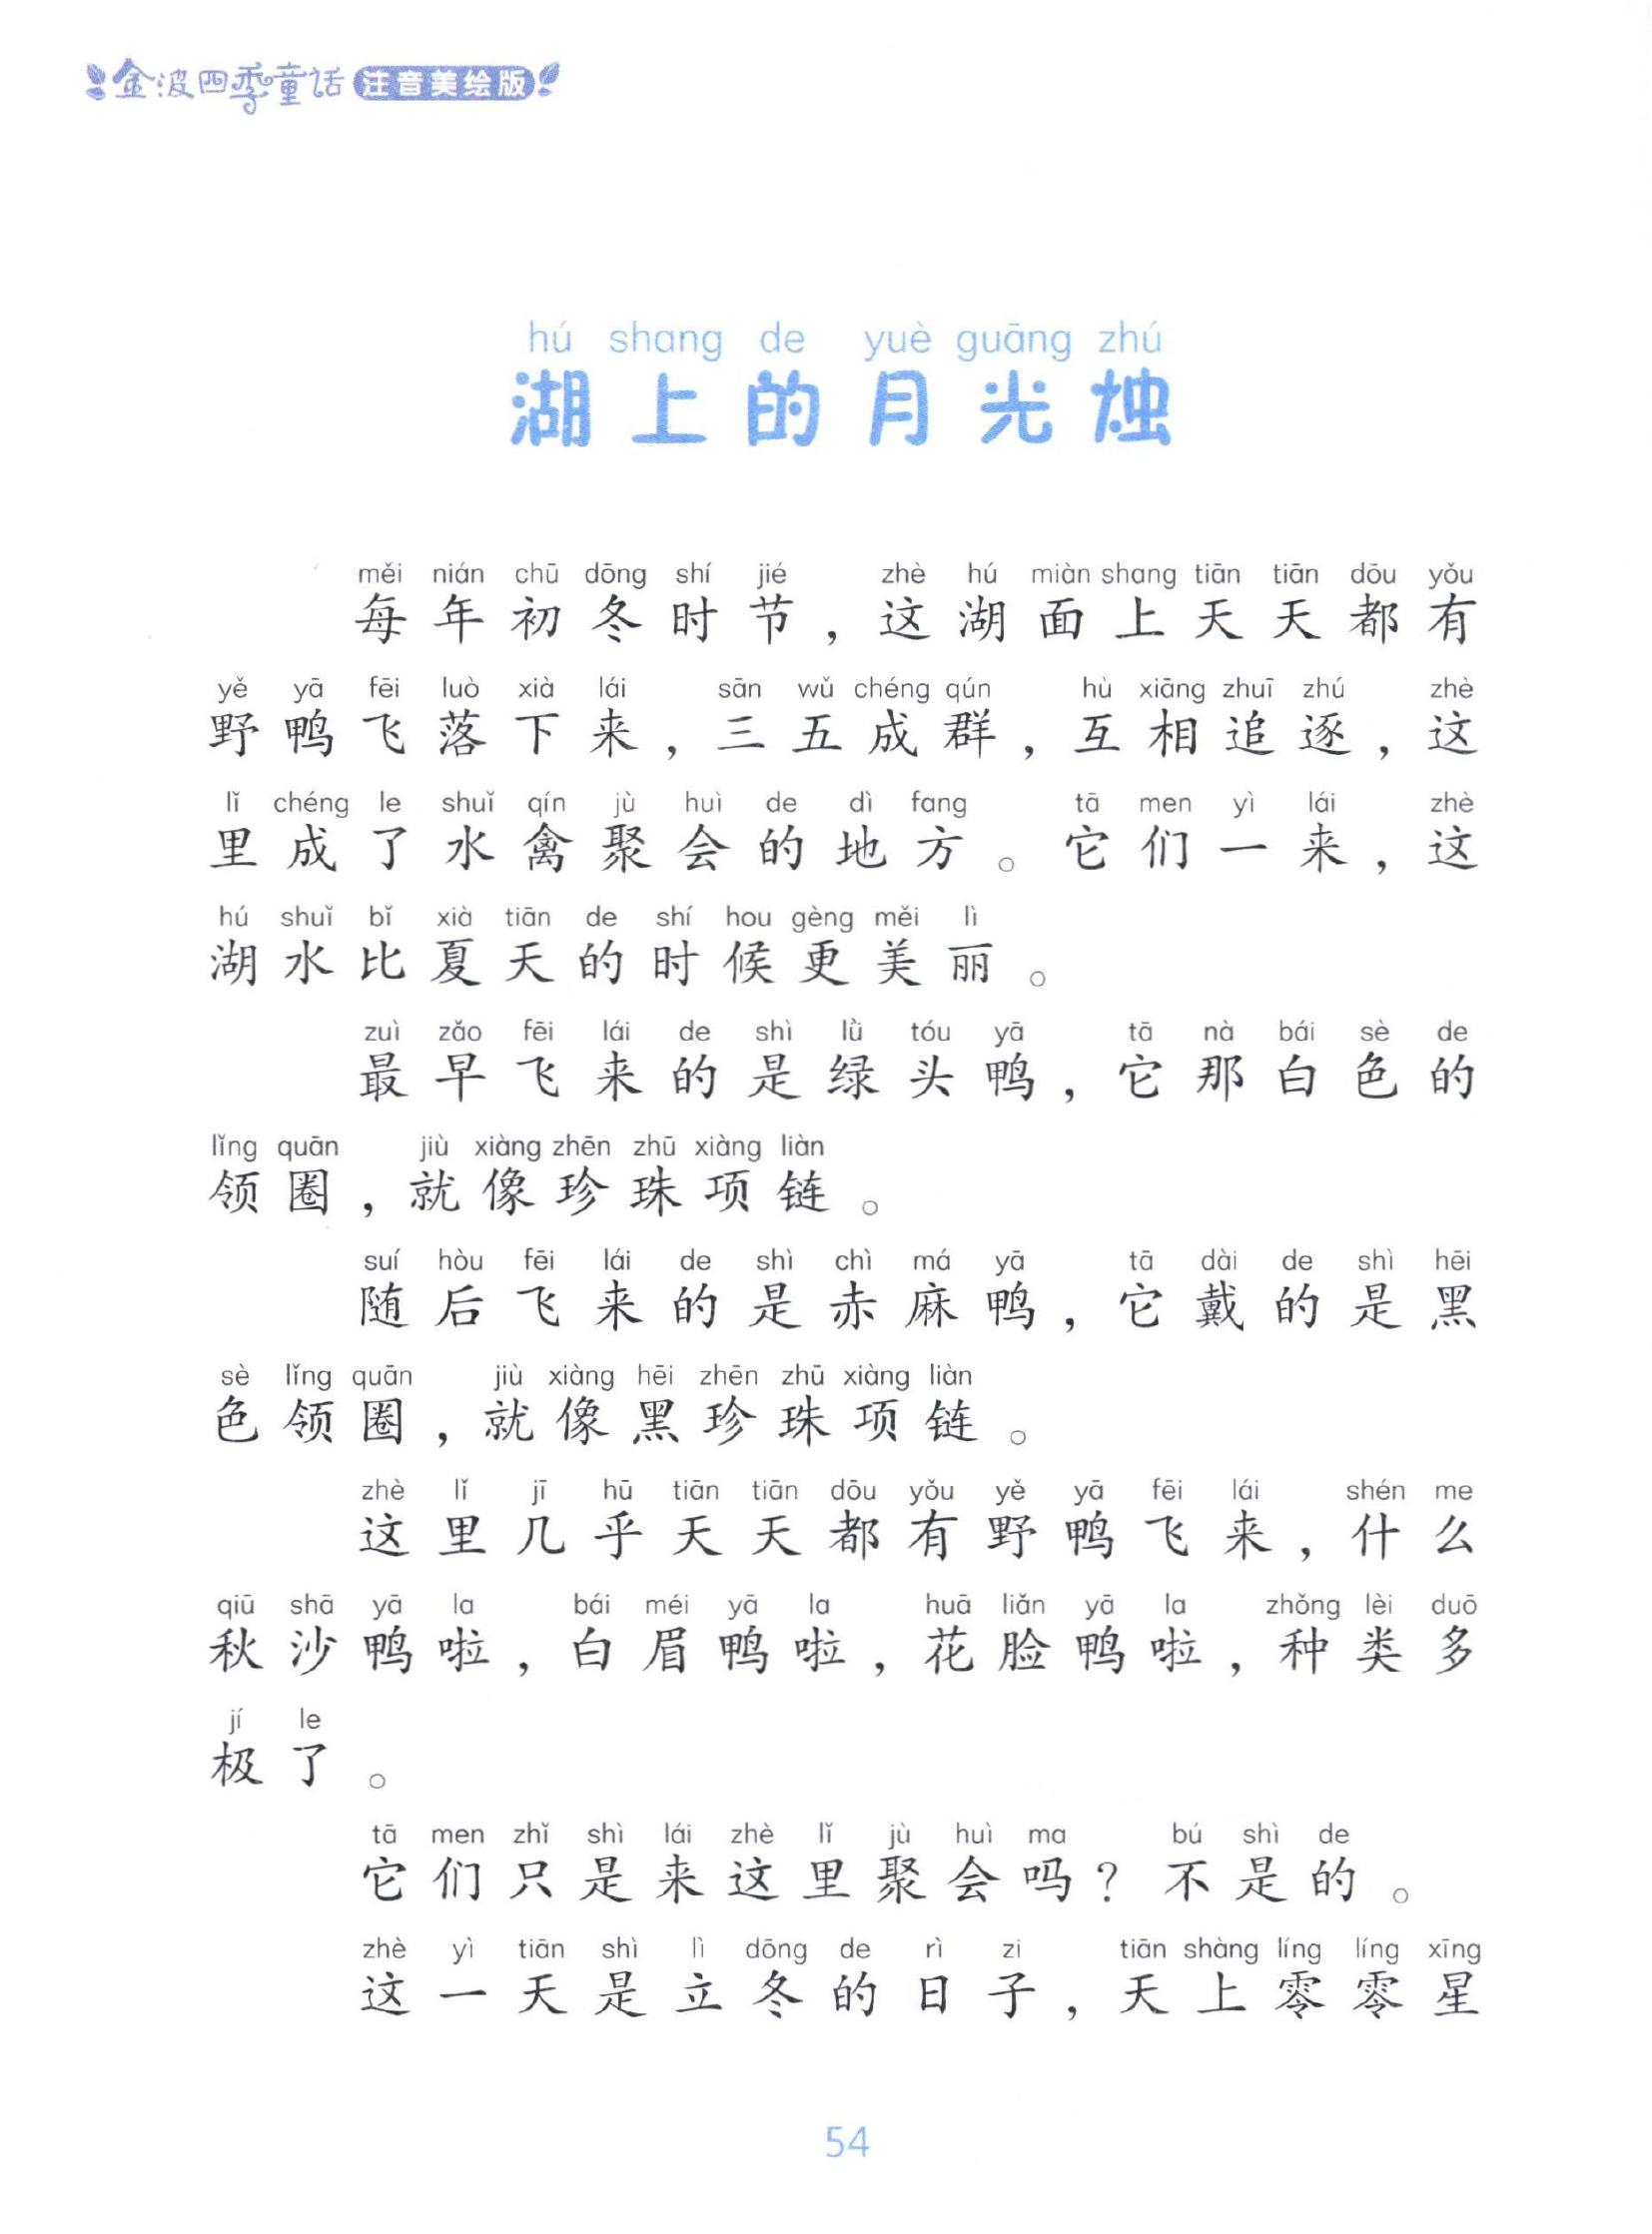 金波四季童话 注音美绘版
hú shang de yuè guāng zhú
湖上的月光烛
měi nián chū dōng shí jié zhè hú miàn shang tiān tiān dōu yǒu
每年初冬时节，这湖面上天天都有
yě yā fēi luò xià lái sān wǔ chéng qún hù xiāng zhuī zhú zhè
野鸭飞落下来，三五成群，互相追逐，这
lǐ chéng le shuǐ qín jù huì de dì fang tā men yì lái zhè
里成了水禽聚会的地方。它们一来，这
hú shuǐ bǐ xià tiān de shí hou gèng měi lì
湖水比夏天的时候更美丽。
zuì zǎo fēi lái de shì lǜ tóu yā tā nà bái sè de
最早飞来的是绿头鸭，它那白色的
lǐng quān jiù xiàng zhēn zhū xiàng liàn
领圈，就像珍珠项链。
suí hòu fēi lái de shì chì má yā tā dài de shì hēi
随后飞来的是赤麻鸭，它戴的是黑
sè lǐng quān jiù xiàng hēi zhēn zhū xiàng liàn
色领圈，就像黑珍珠项链。
zhè lǐ jī hū tiān tiān dōu yǒu yě yā fēi lái shén me
这里几乎天天都有野鸭飞来，什么
qiū shā yā la bái méi yā la huā liǎn yā la zhǒng lèi duō
秋沙鸭啦，白眉鸭啦，花脸鸭啦，种类多
jí le
极了。
tā men zhǐ shì lái zhè lǐ jù huì ma bú shì de
它们只是来这里聚会吗？不是的。
zhè yì tiān shì lì dōng de rì zi tiān shàng líng líng xīng
这一天是立冬的日子，天上零零星
54